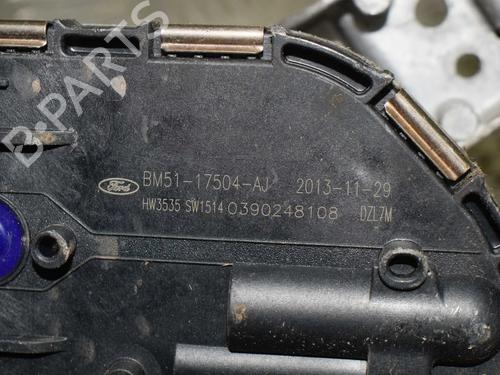 B-PARTS
Ford BM51-17504-AJ 2013-11-29
HW3535 SW1514 0390248108 DZL7M